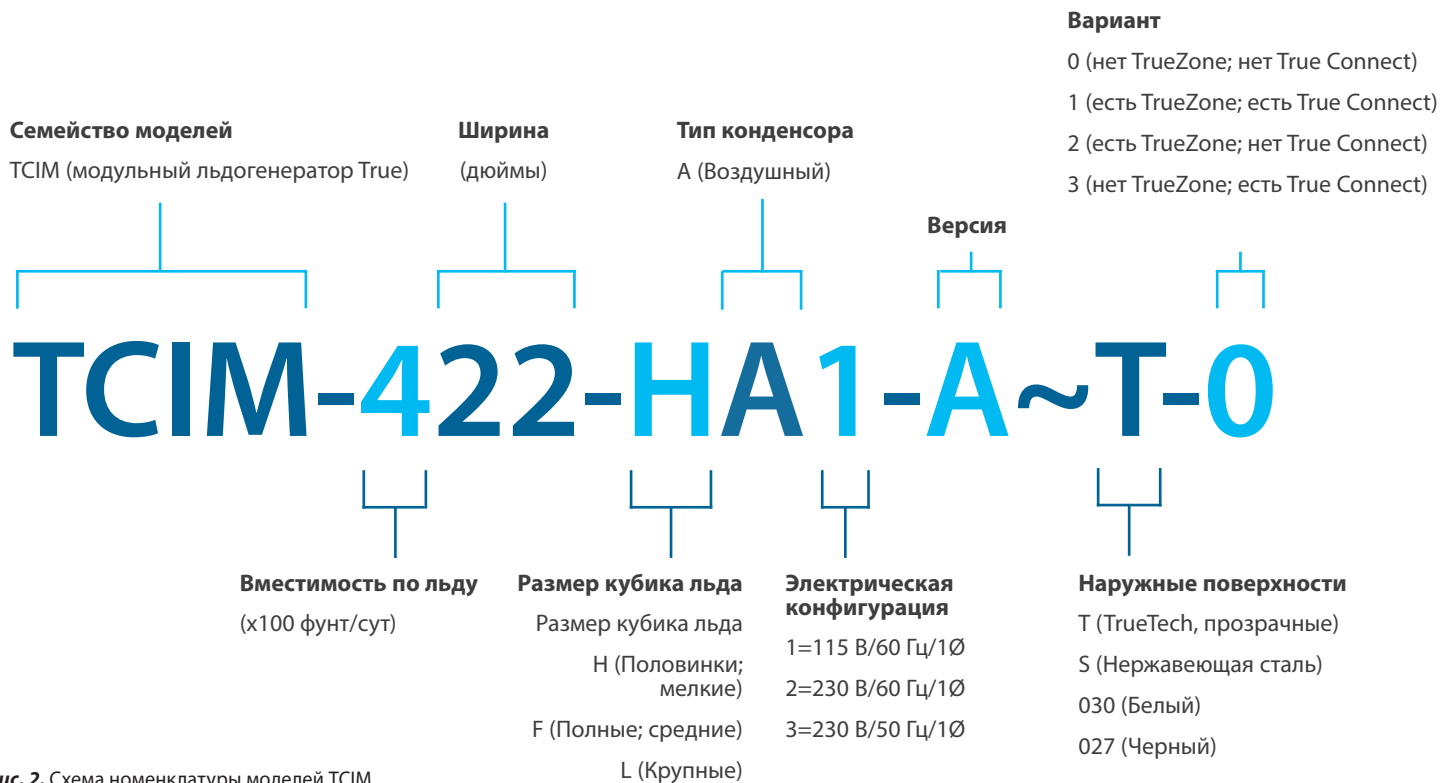 Вариант
0 (нет TrueZone; нет True Connect)
1 (есть TrueZone; есть True Connect)
2 (есть TrueZone; нет True Connect)
3 (нет TrueZone; есть True Connect)
Семейство моделей
TCIM (модульный льдогенератор True)
Ширина
(дюймы)
Тип конденсора
A (Воздушный)
Версия
TCIM-422-HA1-A~T-0
Вместимость по льду
(x100 фунт/сут)
Размер кубика льда
Размер кубика льда
H (Половинки;
мелкие)
F (Полные; средние)
L (Крупные)
Электрическая
конфигурация
1=115 В/60 Гц/1Ø
2=230 В/60 Гц/1Ø
3=230 В/50 Гц/1Ø
Наружные поверхности
T (TrueTech, прозрачные)
S (Нержавеющая сталь)
030 (Белый)
027 (Черный)
ис. 2. Схема номенклатуры моделей TCIM